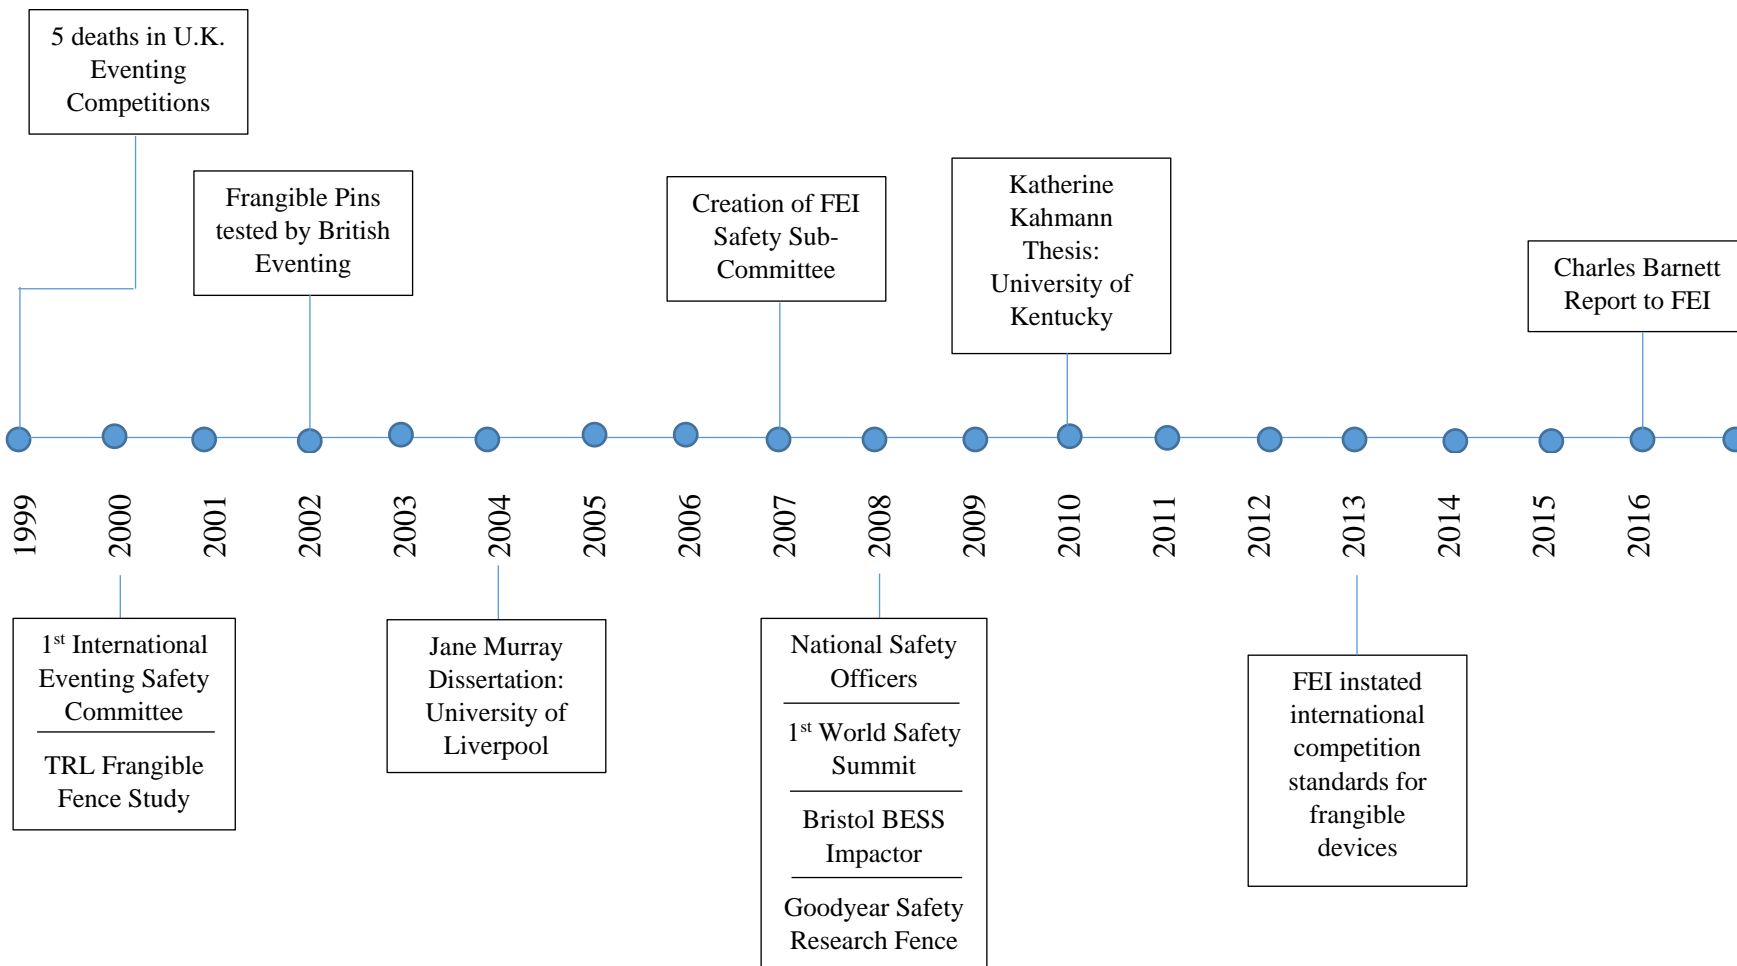 5 deaths in U.K.
Eventing
Competitions
Frangible Pins
tested by British
Eventing
Creation of FEI
Safety Sub-
Committee
Katherine
Kahmann
Thesis:
University of
Kentucky
Charles Barnett
Report to FEI
1999
2000
2001
2002
2003
2004
2005
2006
2007
2008
2009
2010
2011
2012
2013
2014
2015
2016
1st International
Eventing Safety
Committee
TRL Frangible
Fence Study
Jane Murray
Dissertation:
University of
Liverpool
National Safety
Officers
1st World Safety
Summit
Bristol BESS
Impactor
Goodyear Safety
Research Fence
FEI instated
international
competition
standards for
frangible
devices